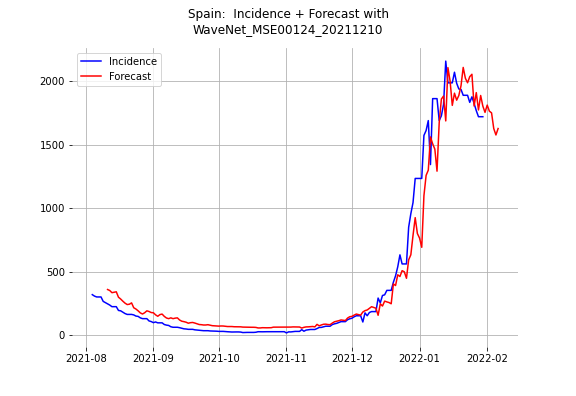 Spain:  Incidence + Forecast with
WaveNet_MSE00124_20211210
Incidence
Forecast
2000
1500
1000
500
0
2021-08 2021-09 2021-10 2021-11 2021-12 2022-01 2022-02